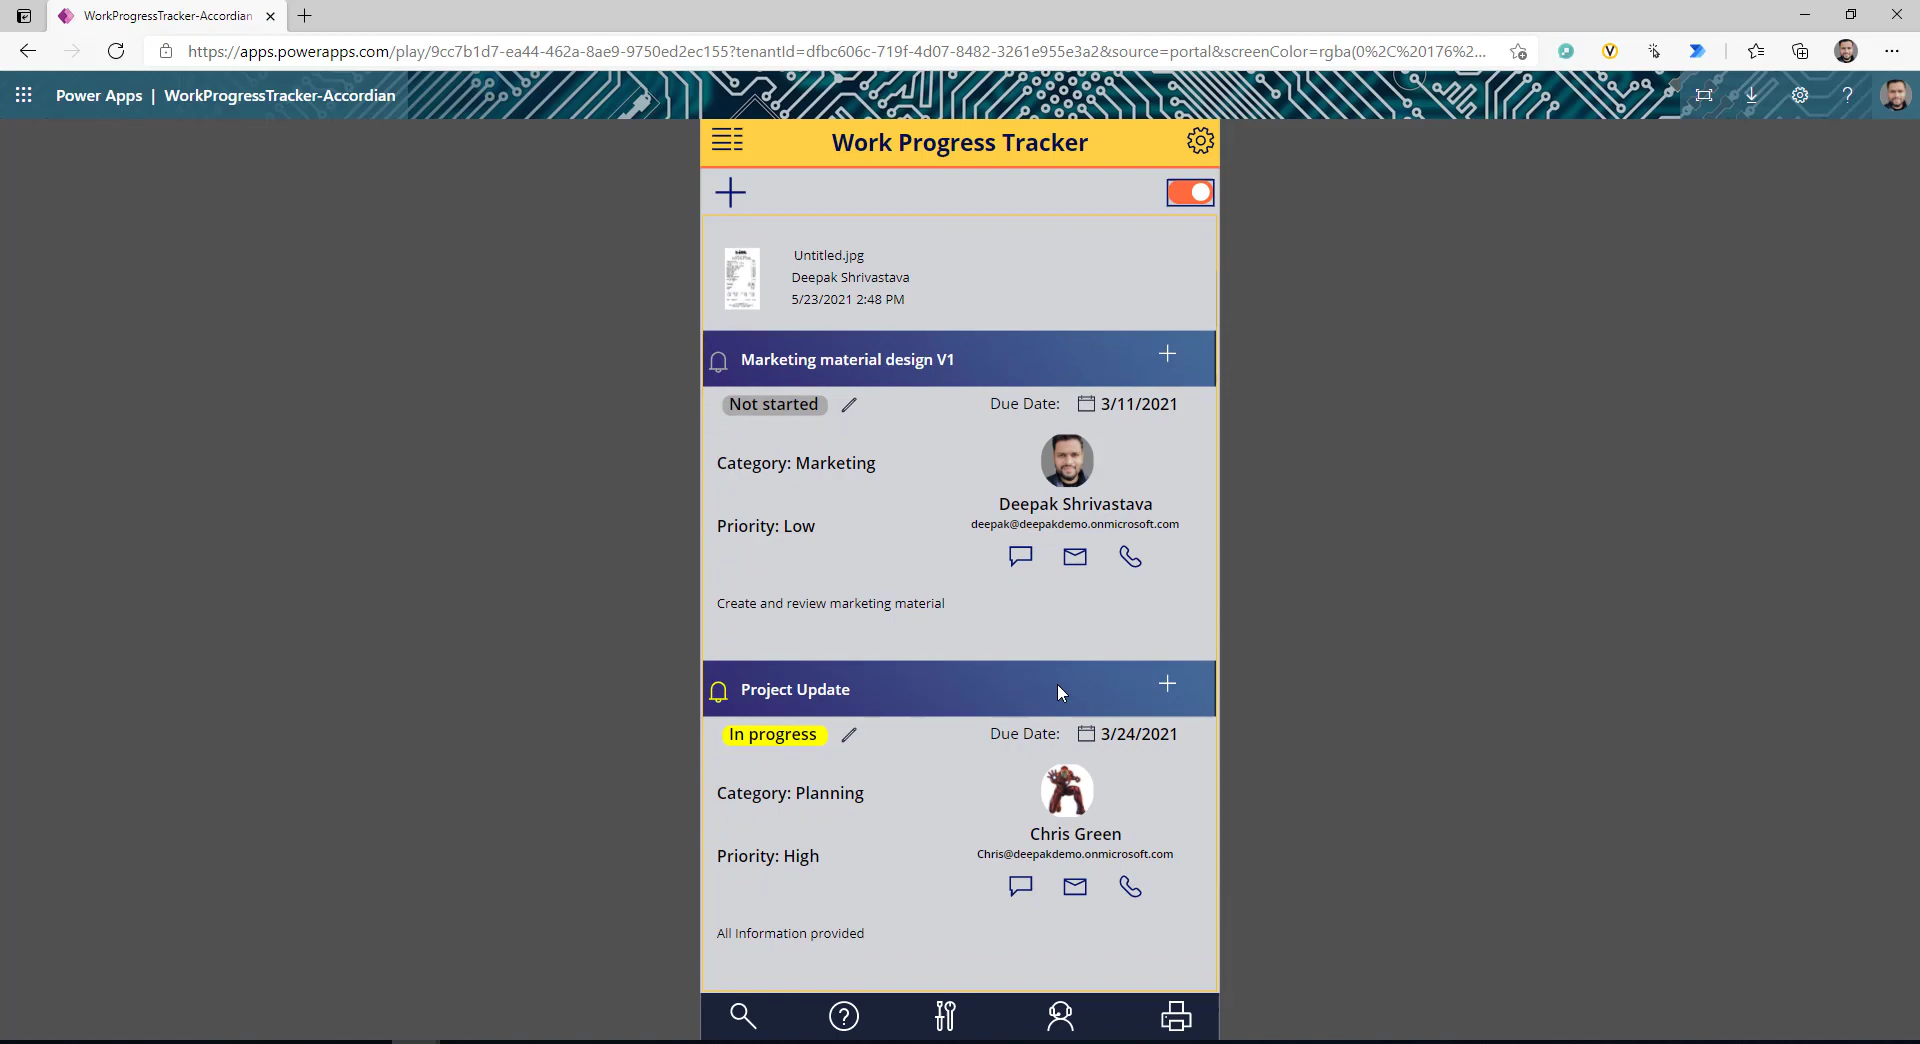 WorkProgressTracker-Accordian
https://apps.powerapps.com/play/9cc7b1d7-ea44-462a-8ae9-9750ed2ec155?tenantId=dfbc606c-719f-4d07-8482-3261e955e3a2&source=portal&screenColor=rgba(0%2C%20176%2...
Power Apps | WorkProgressTracker-Accordian
Work Progress Tracker
Untitled.jpg
Deepak Shrivastava
5/23/2021 2:48 PM
Marketing material design V1
Not started Due Date: 3/11/2021
Category: Marketing
Deepak Shrivastava
deepak@deepakdemo.onmicrosoft.com
Priority: Low
Create and review marketing material
Project Update
In progress Due Date: 3/24/2021
Category: Planning
Chris Green
Chris@deepakdemo.onmicrosoft.com
Priority: High
All Information provided